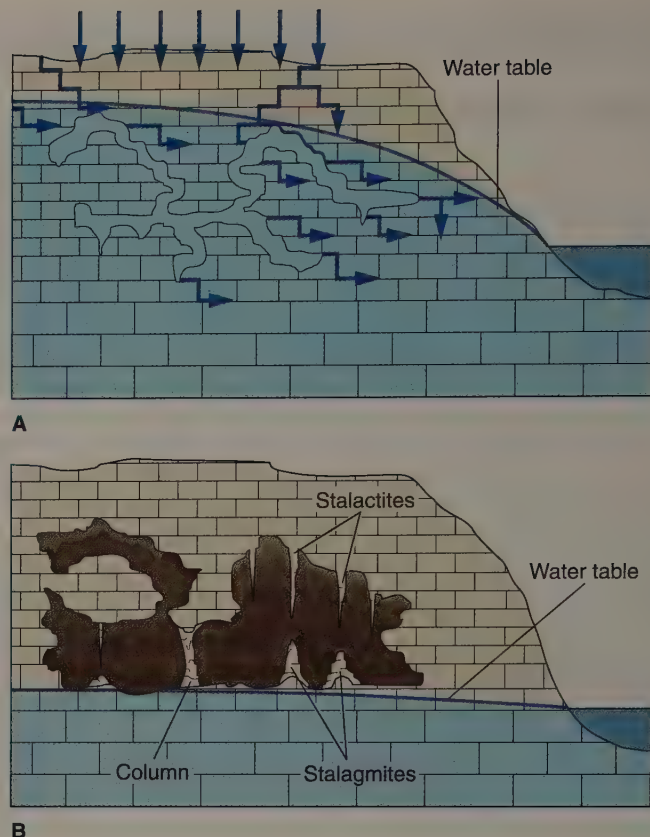 Water table
A
Stalactites
Water table
Column
Stalagmites
B